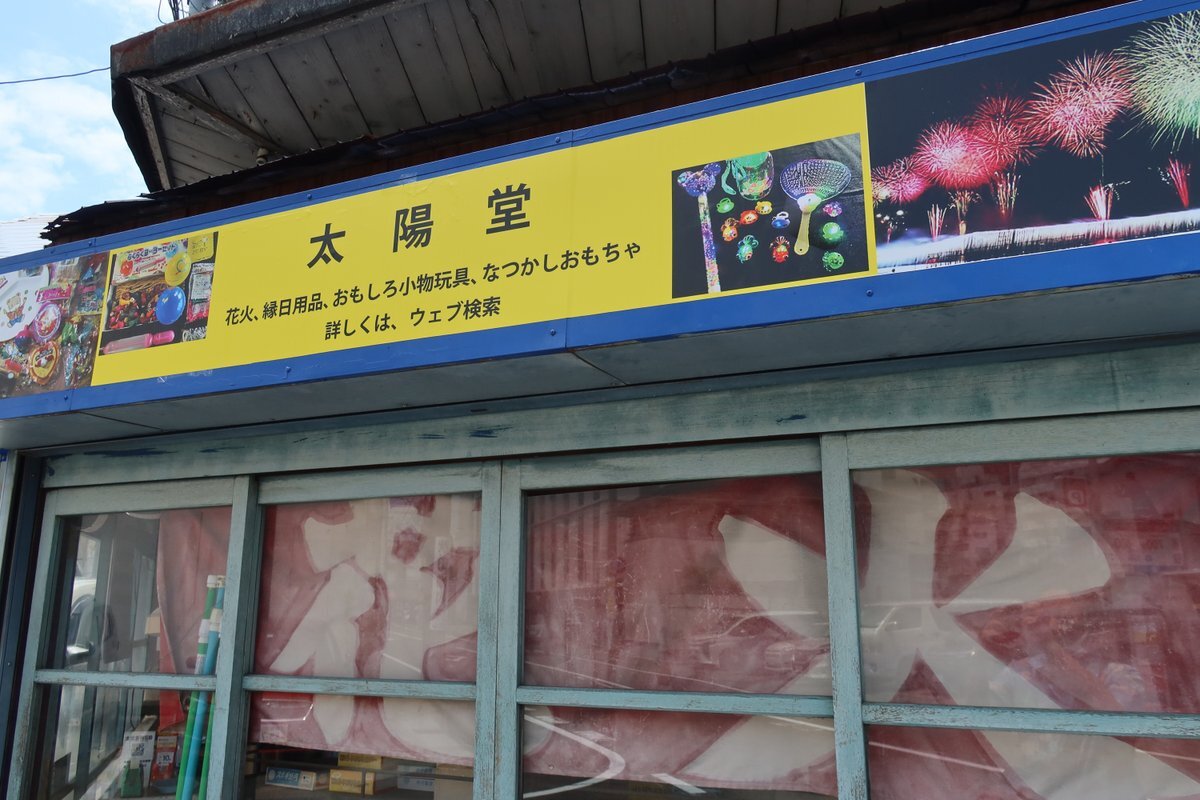 太陽堂
花火、縁日用品、おもしろ小物玩具、なつかしおもちゃ
詳しくは、ウェブ検索